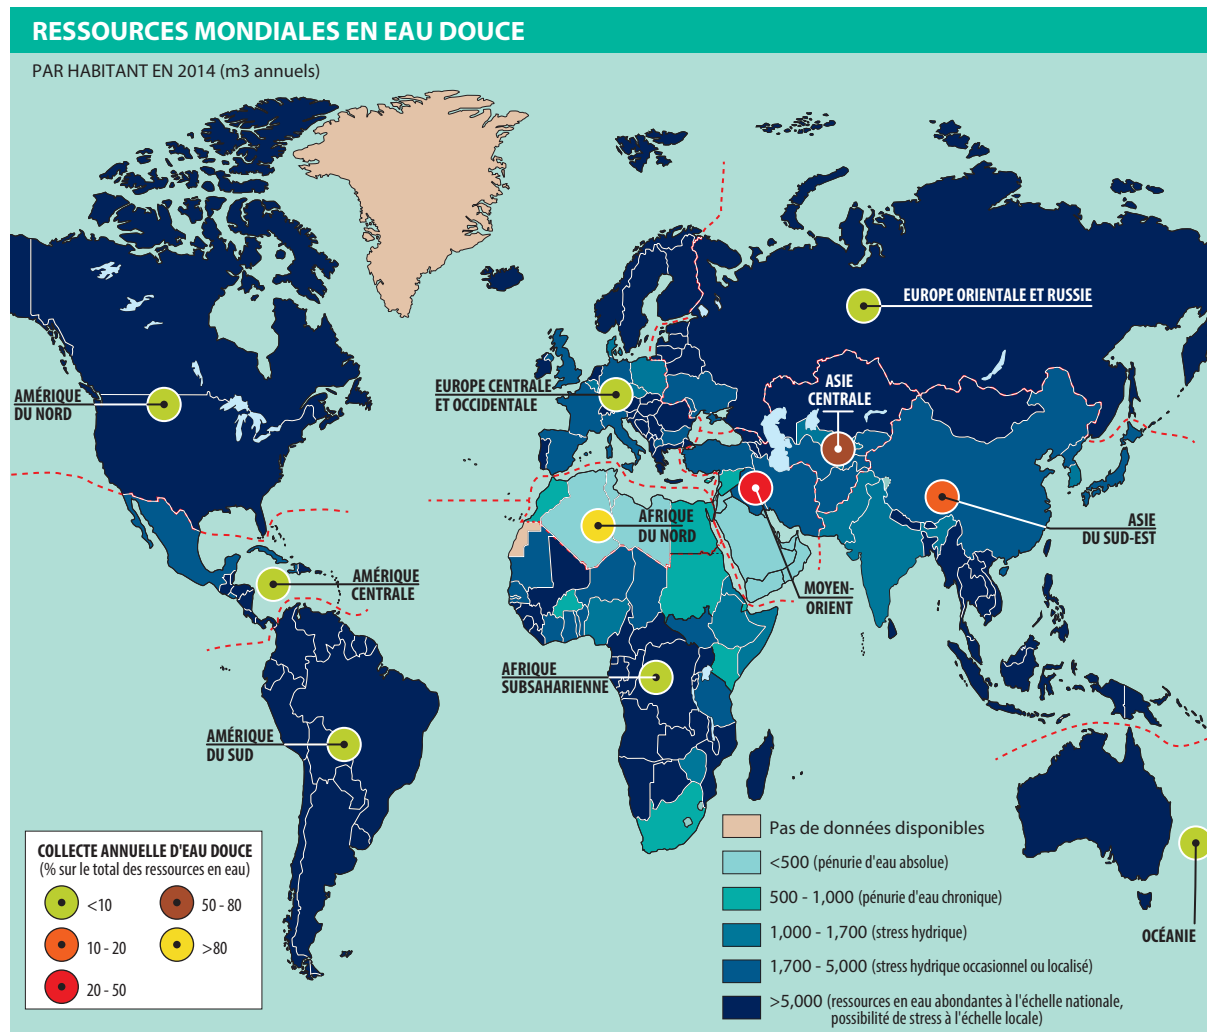 RESSOURCES MONDIALES EN EAU DOUCE
PAR HABITANT EN 2014 (m3 annuels)
EUROPE ORIENTALE ET RUSSIE
AMÉRIQUE
DU NORD
EUROPE CENTRALE
ET OCCIDENTALE
ASIE
CENTRALE
AFRIQUE
DU NORD
ASIE
DU SUD-EST
AMÉRIQUE
CENTRALE
MOYEN-
ORIENT
AFRIQUE
SUBSAHARIENNE
AMÉRIQUE
DU SUD
OCÉANIE
COLLECTE ANNUELLE D'EAU DOUCE
(% sur le total des ressources en eau)
<10
50 - 80
10 - 20
>80
20 - 50
Pas de données disponibles
<500 (pénurie d'eau absolue)
500 - 1,000 (pénurie d'eau chronique)
1,000 - 1,700 (stress hydrique)
1,700 - 5,000 (stress hydrique occasionnel ou localisé)
>5,000 (ressources en eau abondantes à l'échelle nationale,
possibilité de stress à l'échelle locale)